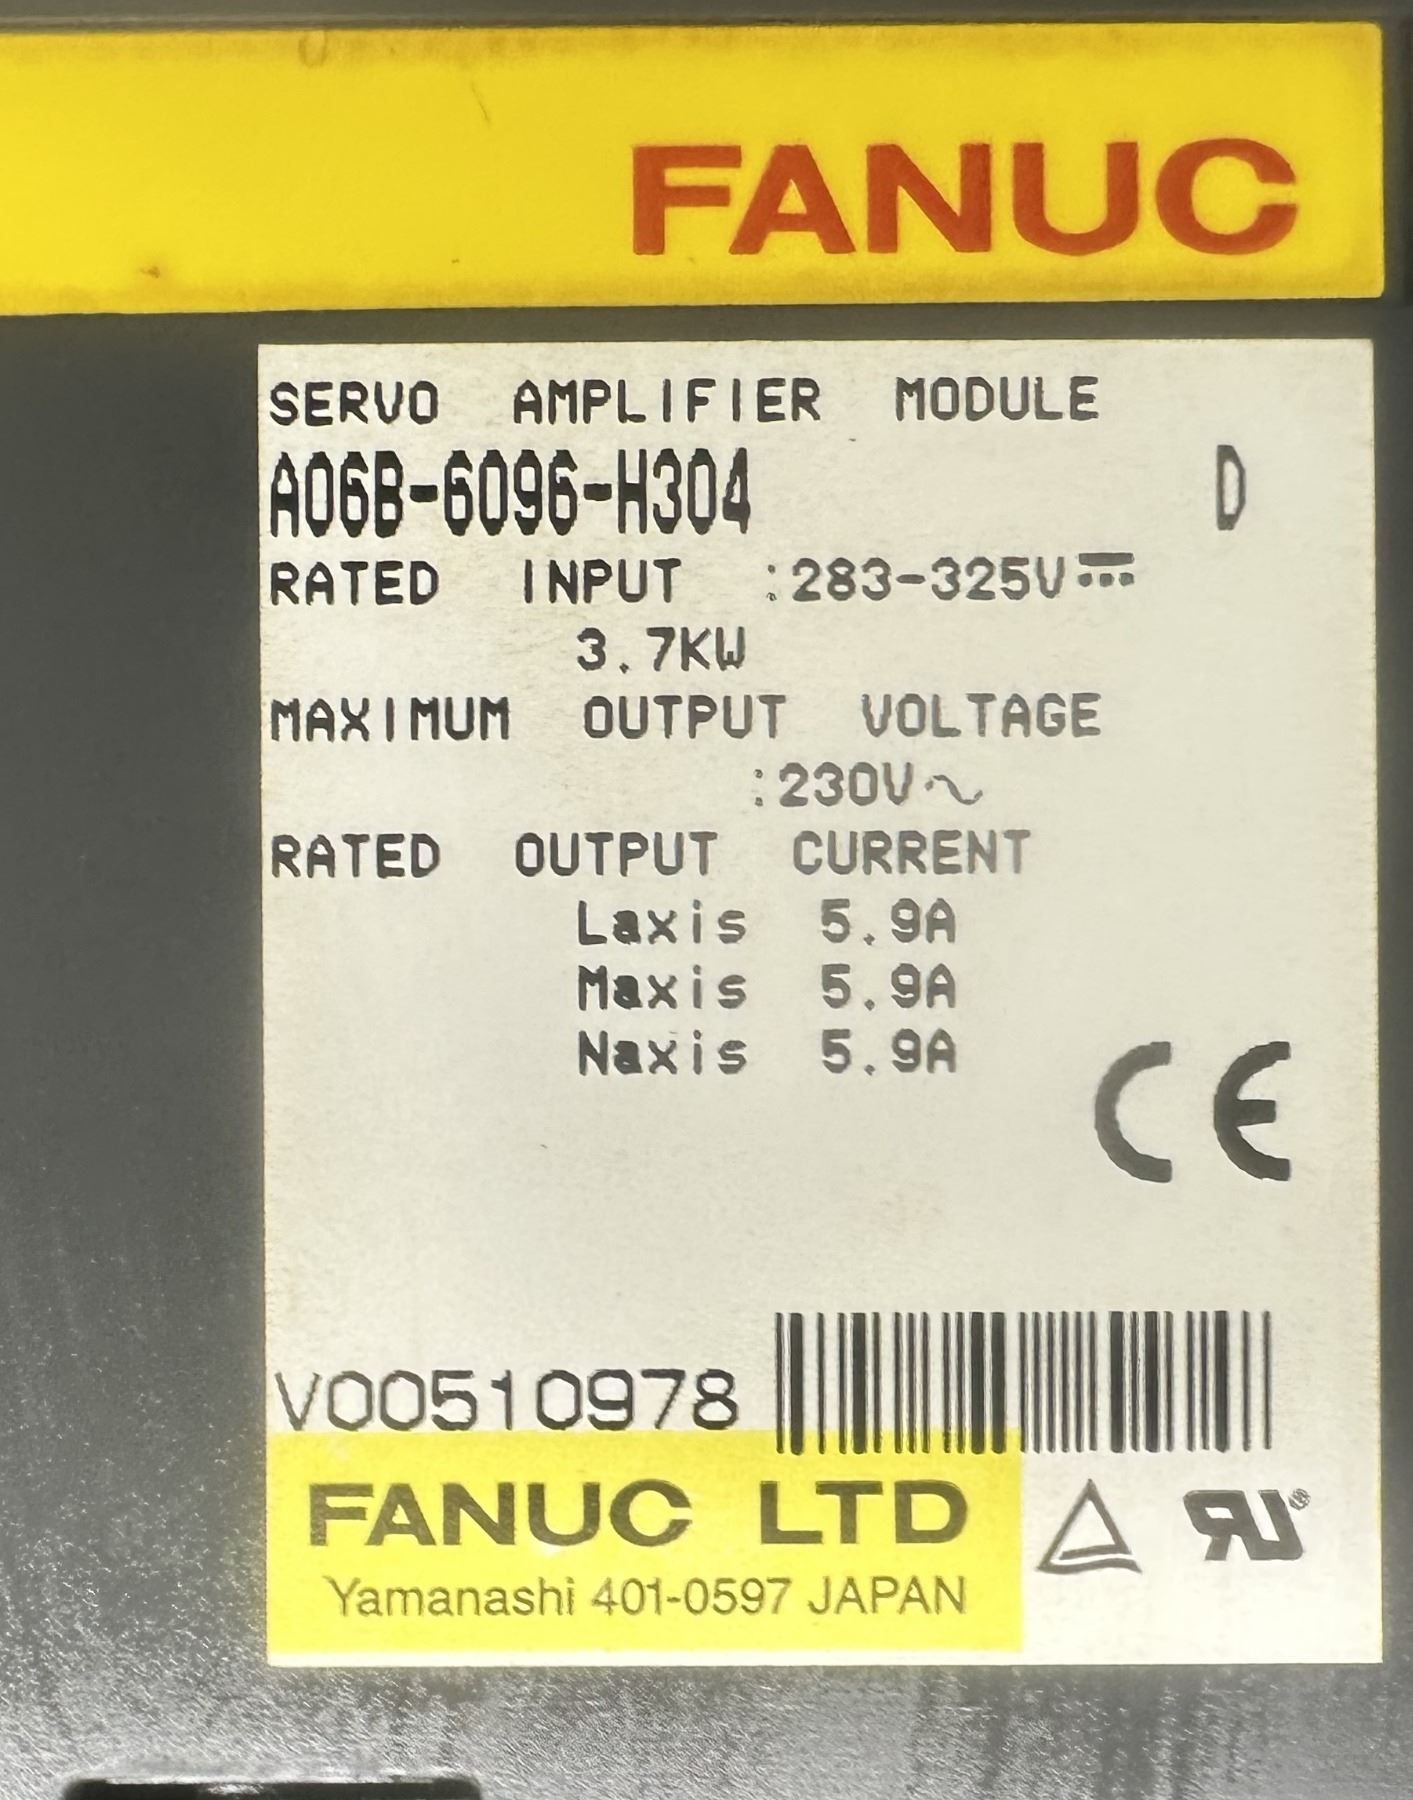 FANUC
SERVO AMPLIFIER MODULE
A06B-6096-H304 D
RATED INPUT :283-325V⎓
3.7KW
MAXIMUM OUTPUT VOLTAGE
:230V~
RATED OUTPUT CURRENT
Laxis 5.9A
Maxis 5.9A
Naxis 5.9A
CE
V00510978
FANUC LTD
Yamanashi 401-0597 JAPAN
RU®